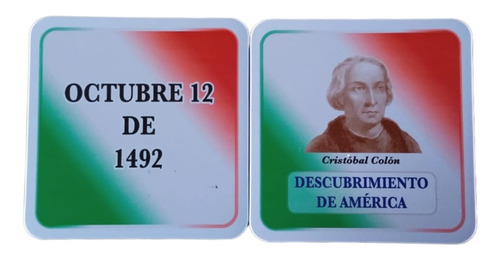 OCTUBRE 12
DE
1492
Cristóbal Colón
DESCUBRIMIENTO
DE AMÉRICA